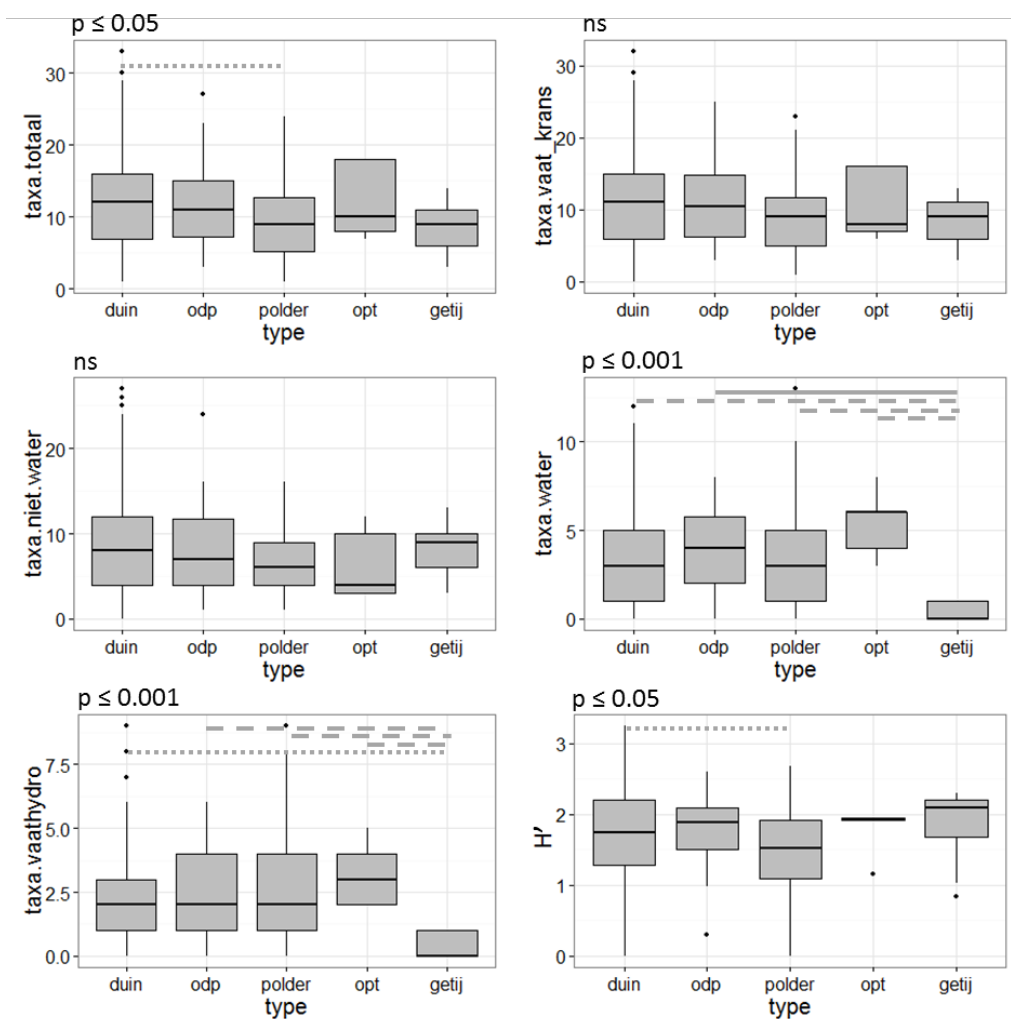 p ≤ 0.05
taxa.totaal
30
20
10
0
duin odp polder opt getij
type
ns
taxa.vaat_krans
30
20
10
0
duin odp polder opt getij
type
ns
taxa.niet.water
20
10
0
duin odp polder opt getij
type
p ≤ 0.001
taxa.water
10
5
0
duin odp polder opt getij
type
p ≤ 0.001
taxa.vaathydro
7.5
5.0
2.5
0.0
duin odp polder opt getij
type
p ≤ 0.05
H'
3
2
1
0
duin odp polder opt getij
type